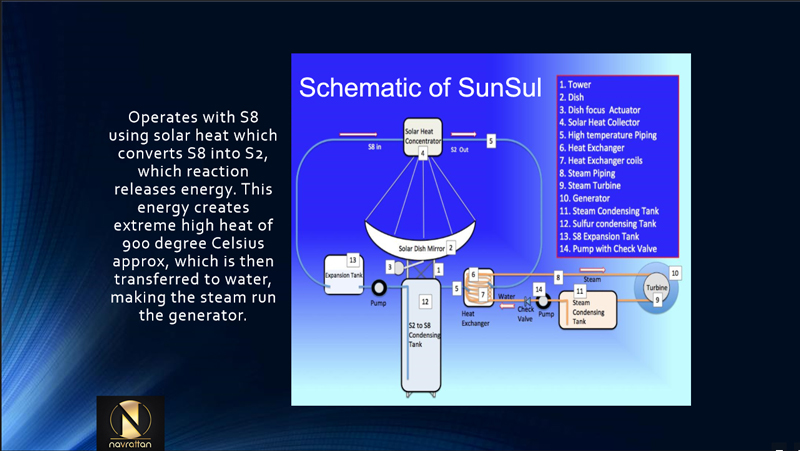 Schematic of SunSul
Operates with S8
using solar heat which
converts S8 into S2,
which reaction
releases energy. This
energy creates
extreme high heat of
900 degree Celsius
approx, which is then
transferred to water,
making the steam run
the generator.
1. Tower
2. Dish
3. Dish focus Actuator
4. Solar Heat Collector
5. High temperature Piping
6. Heat Exchanger
7. Heat Exchanger coils
8. Steam Piping
9. Steam Turbine
10. Generator
11. Steam Condensing Tank
12. Sulfur condensing Tank
13. S8 Expansion Tank
14. Pump with Check Valve
Solar Heat
Concentrator
4
S8 in
S2 Out
5
Solar Dish Mirror
2
13
Expansion Tank
3
1
Pump
12
S2 to S8
Condensing
Tank
5
6
7
Heat
Exchanger
Water
8
Steam
14
Check
Valve
Pump
11
Steam
Condensing
Tank
10
Turbine
9
N
navrattan